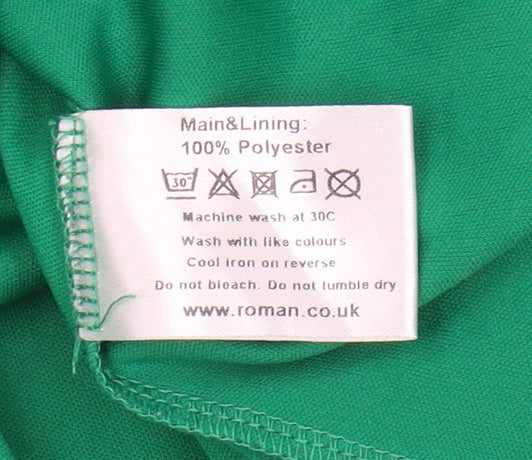 Main&Lining:
100% Polyester
30°
Machine wash at 30C
Wash with like colours
Cool iron on reverse
Do not bleach. Do not tumble dry
www.roman.co.uk